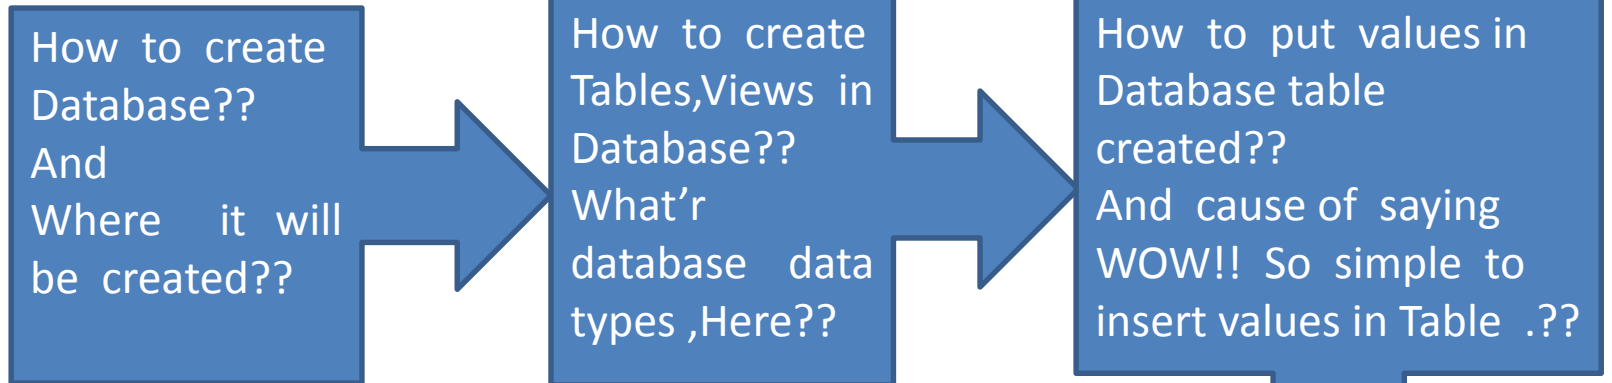 How to create
Database??
And
Where it will
be created??
How to create
Tables,Views in
Database??
What’r
database data
types ,Here??
How to put values in
Database table
created??
And cause of saying
WOW!! So simple to
insert values in Table .??